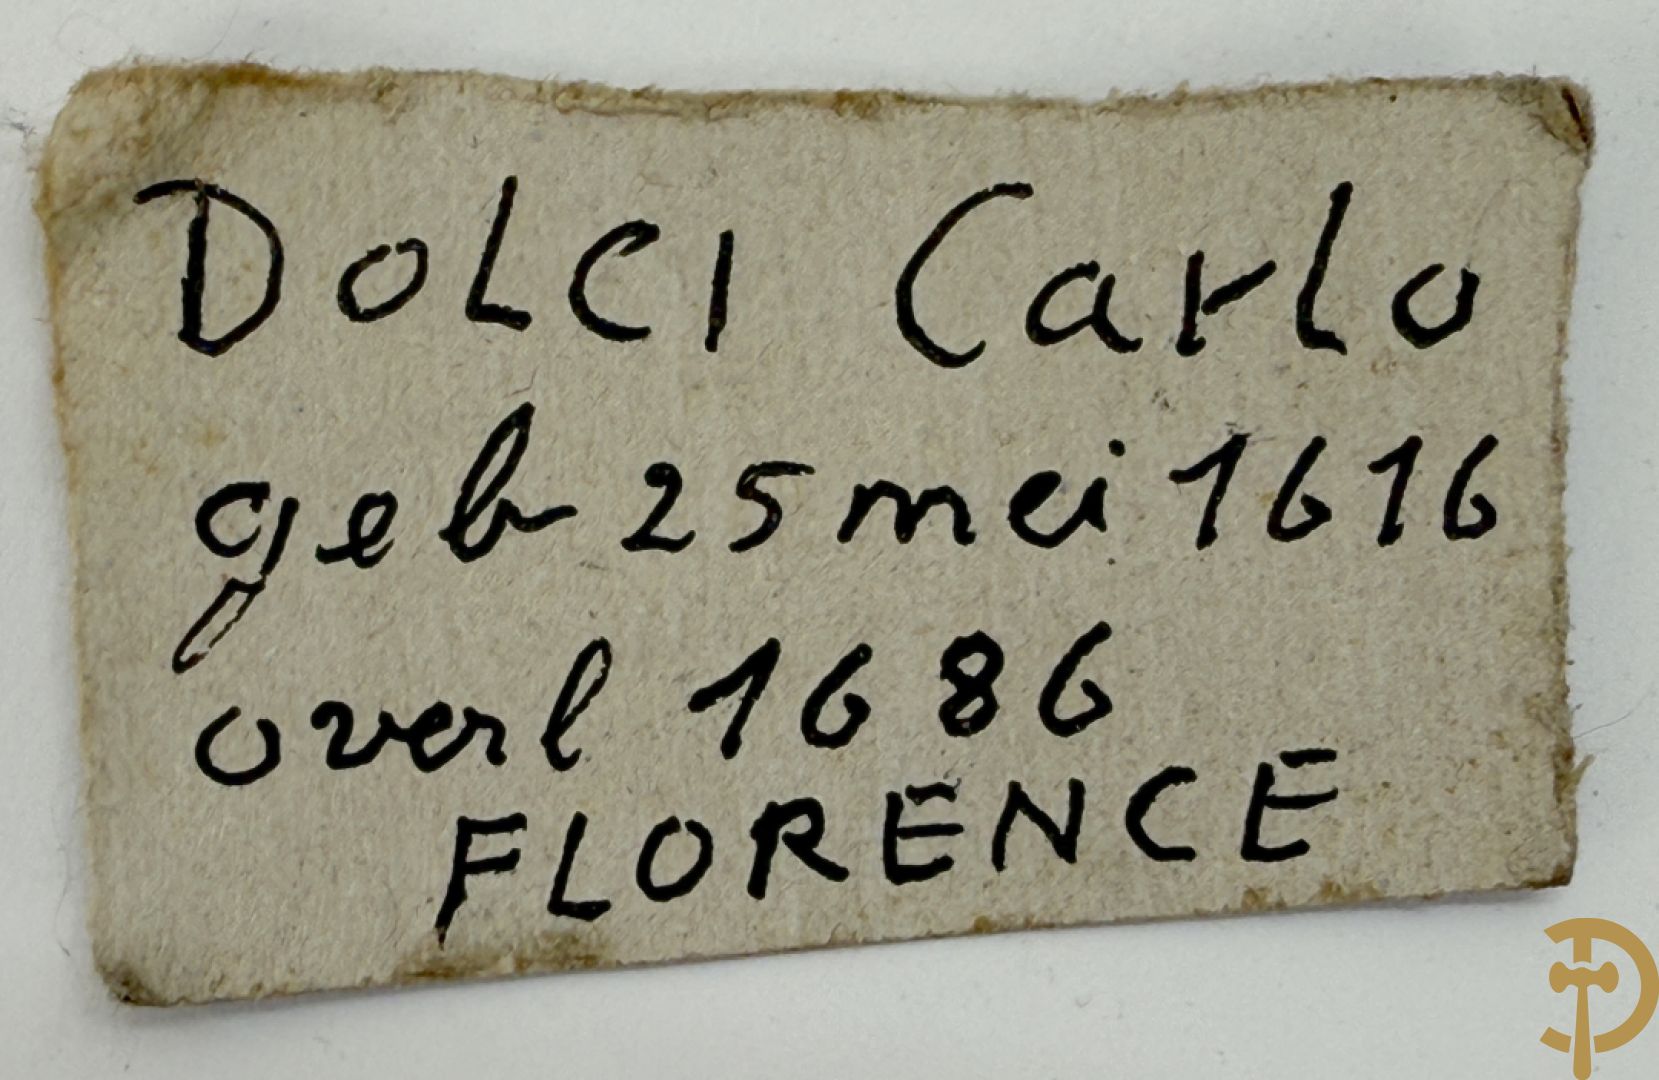 DOLCI Carlo
geb 25 mei 1616
overl 1686
FLORENCE